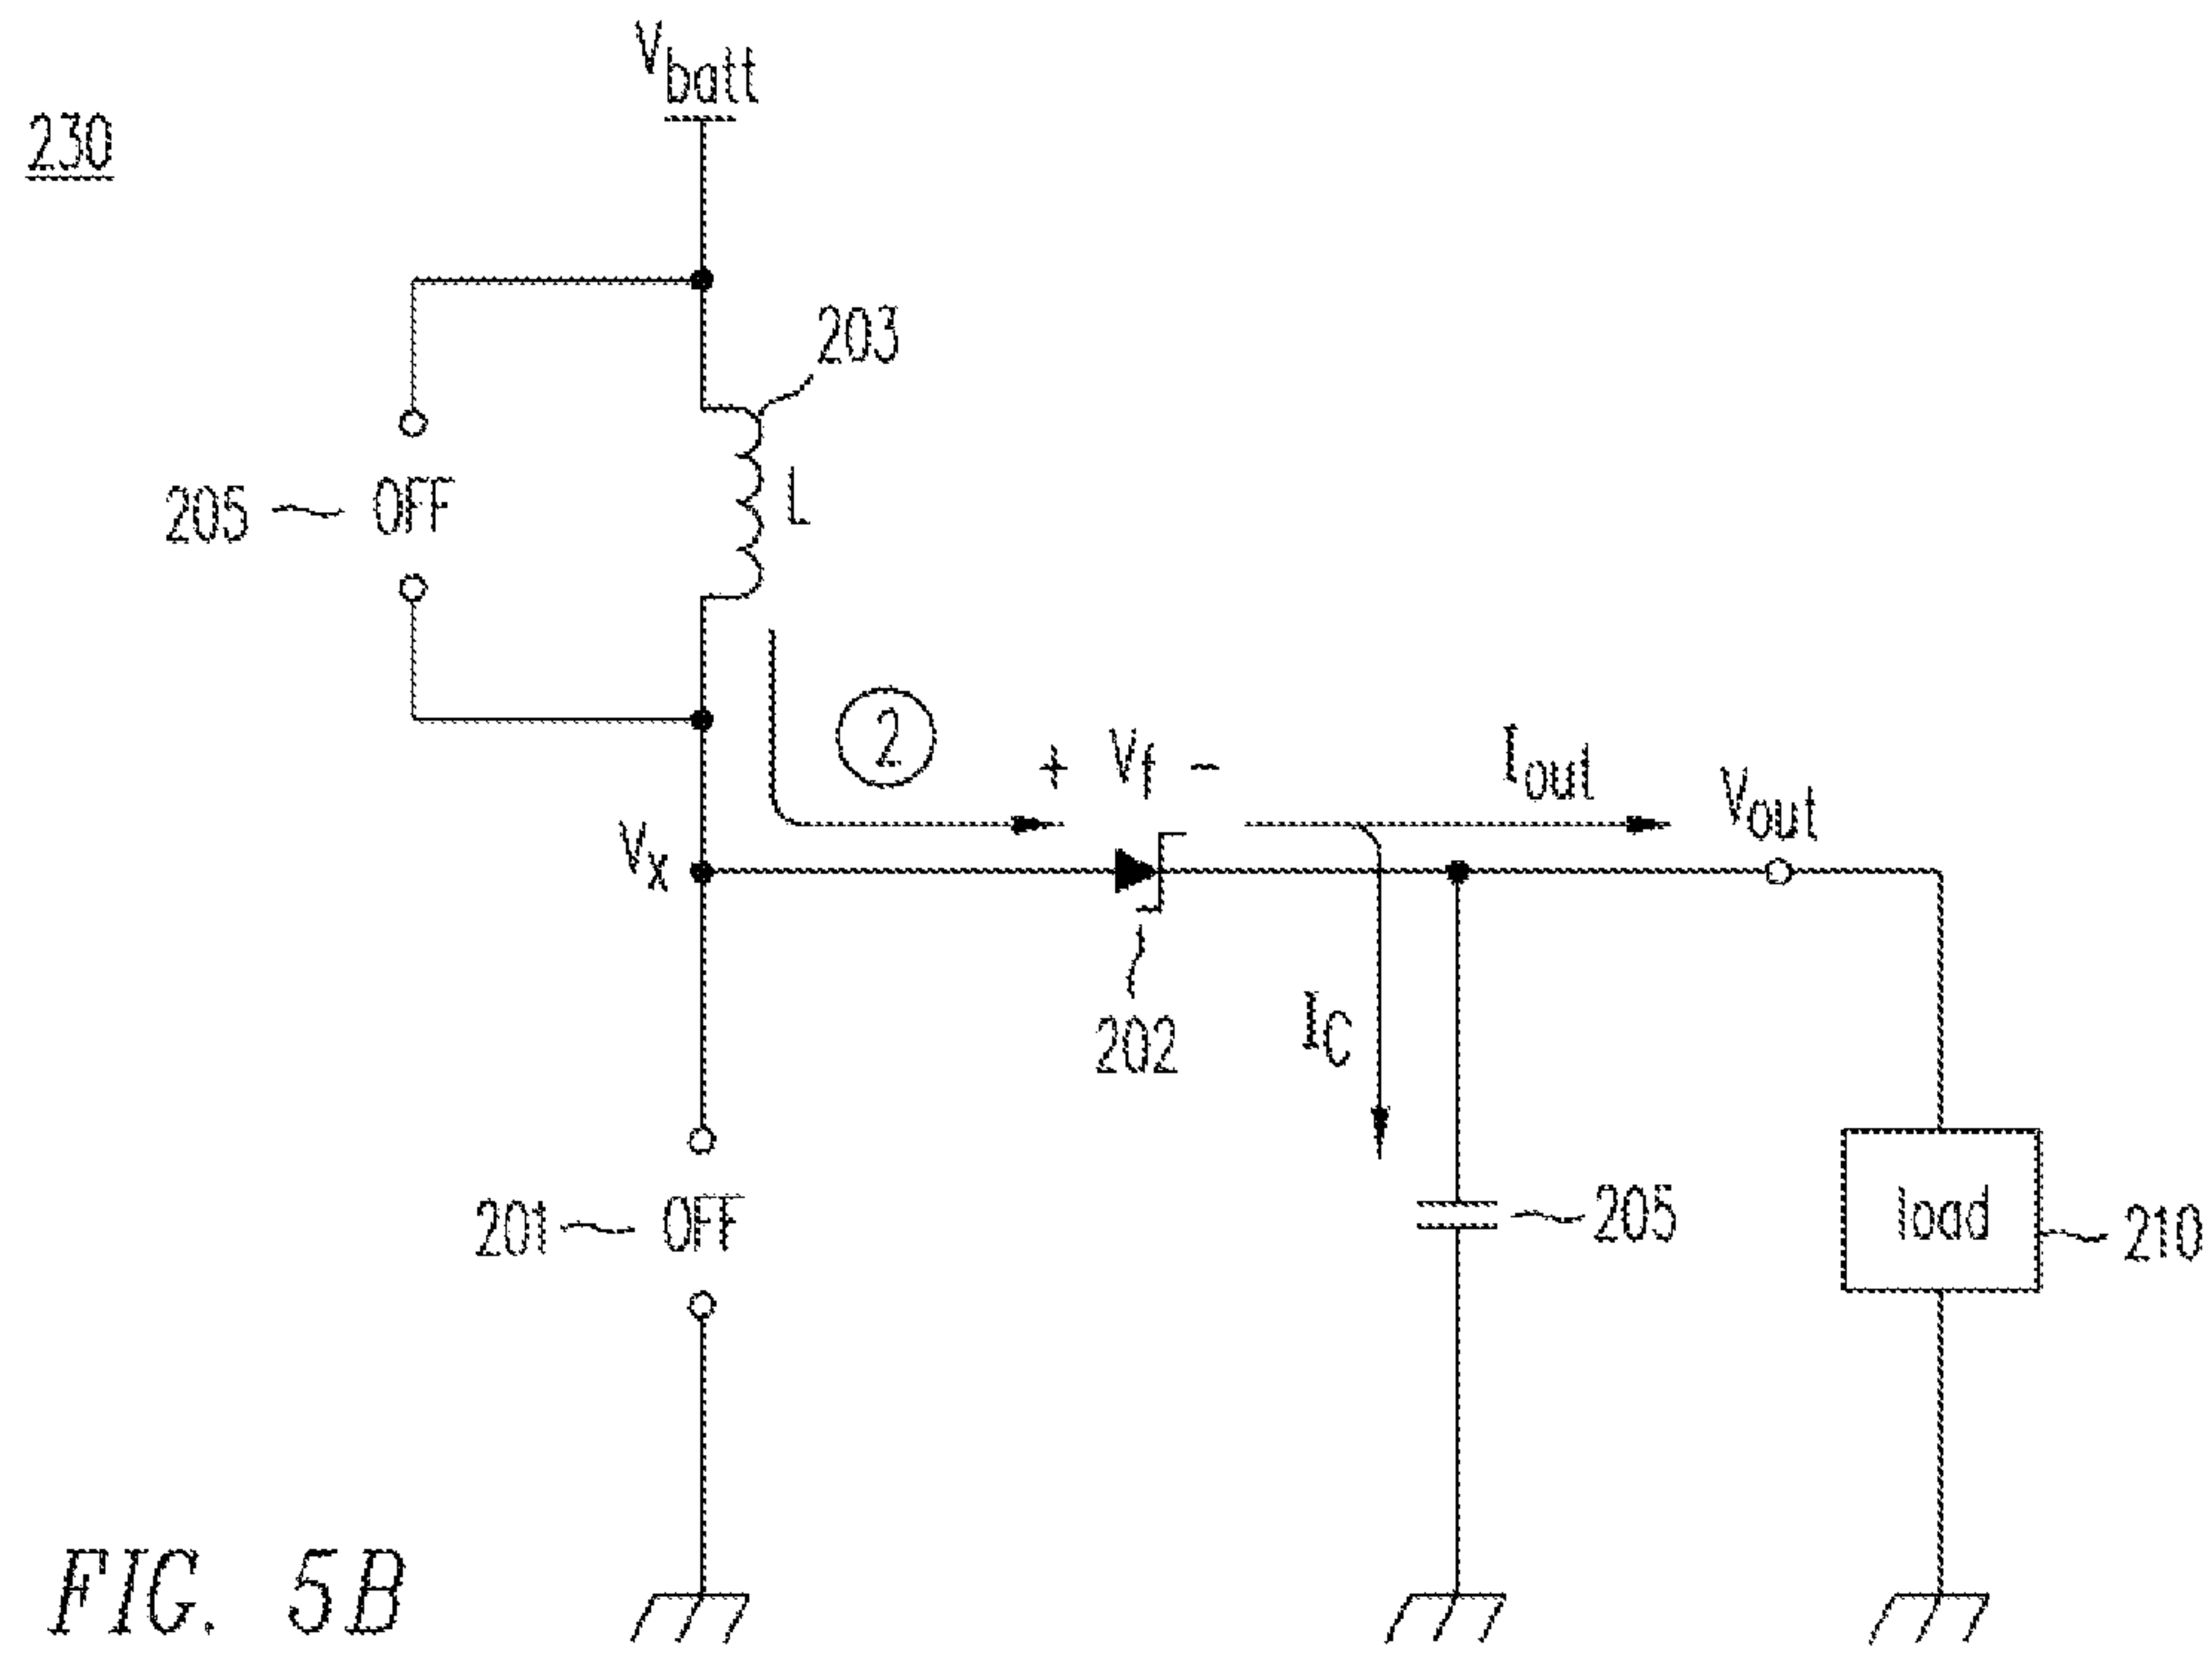 230
Vbatt
203
205
OFF
L
2
+ Vf -
Iout
Vout
Vx
202
IC
201
OFF
205
load
210
FIG. 5B